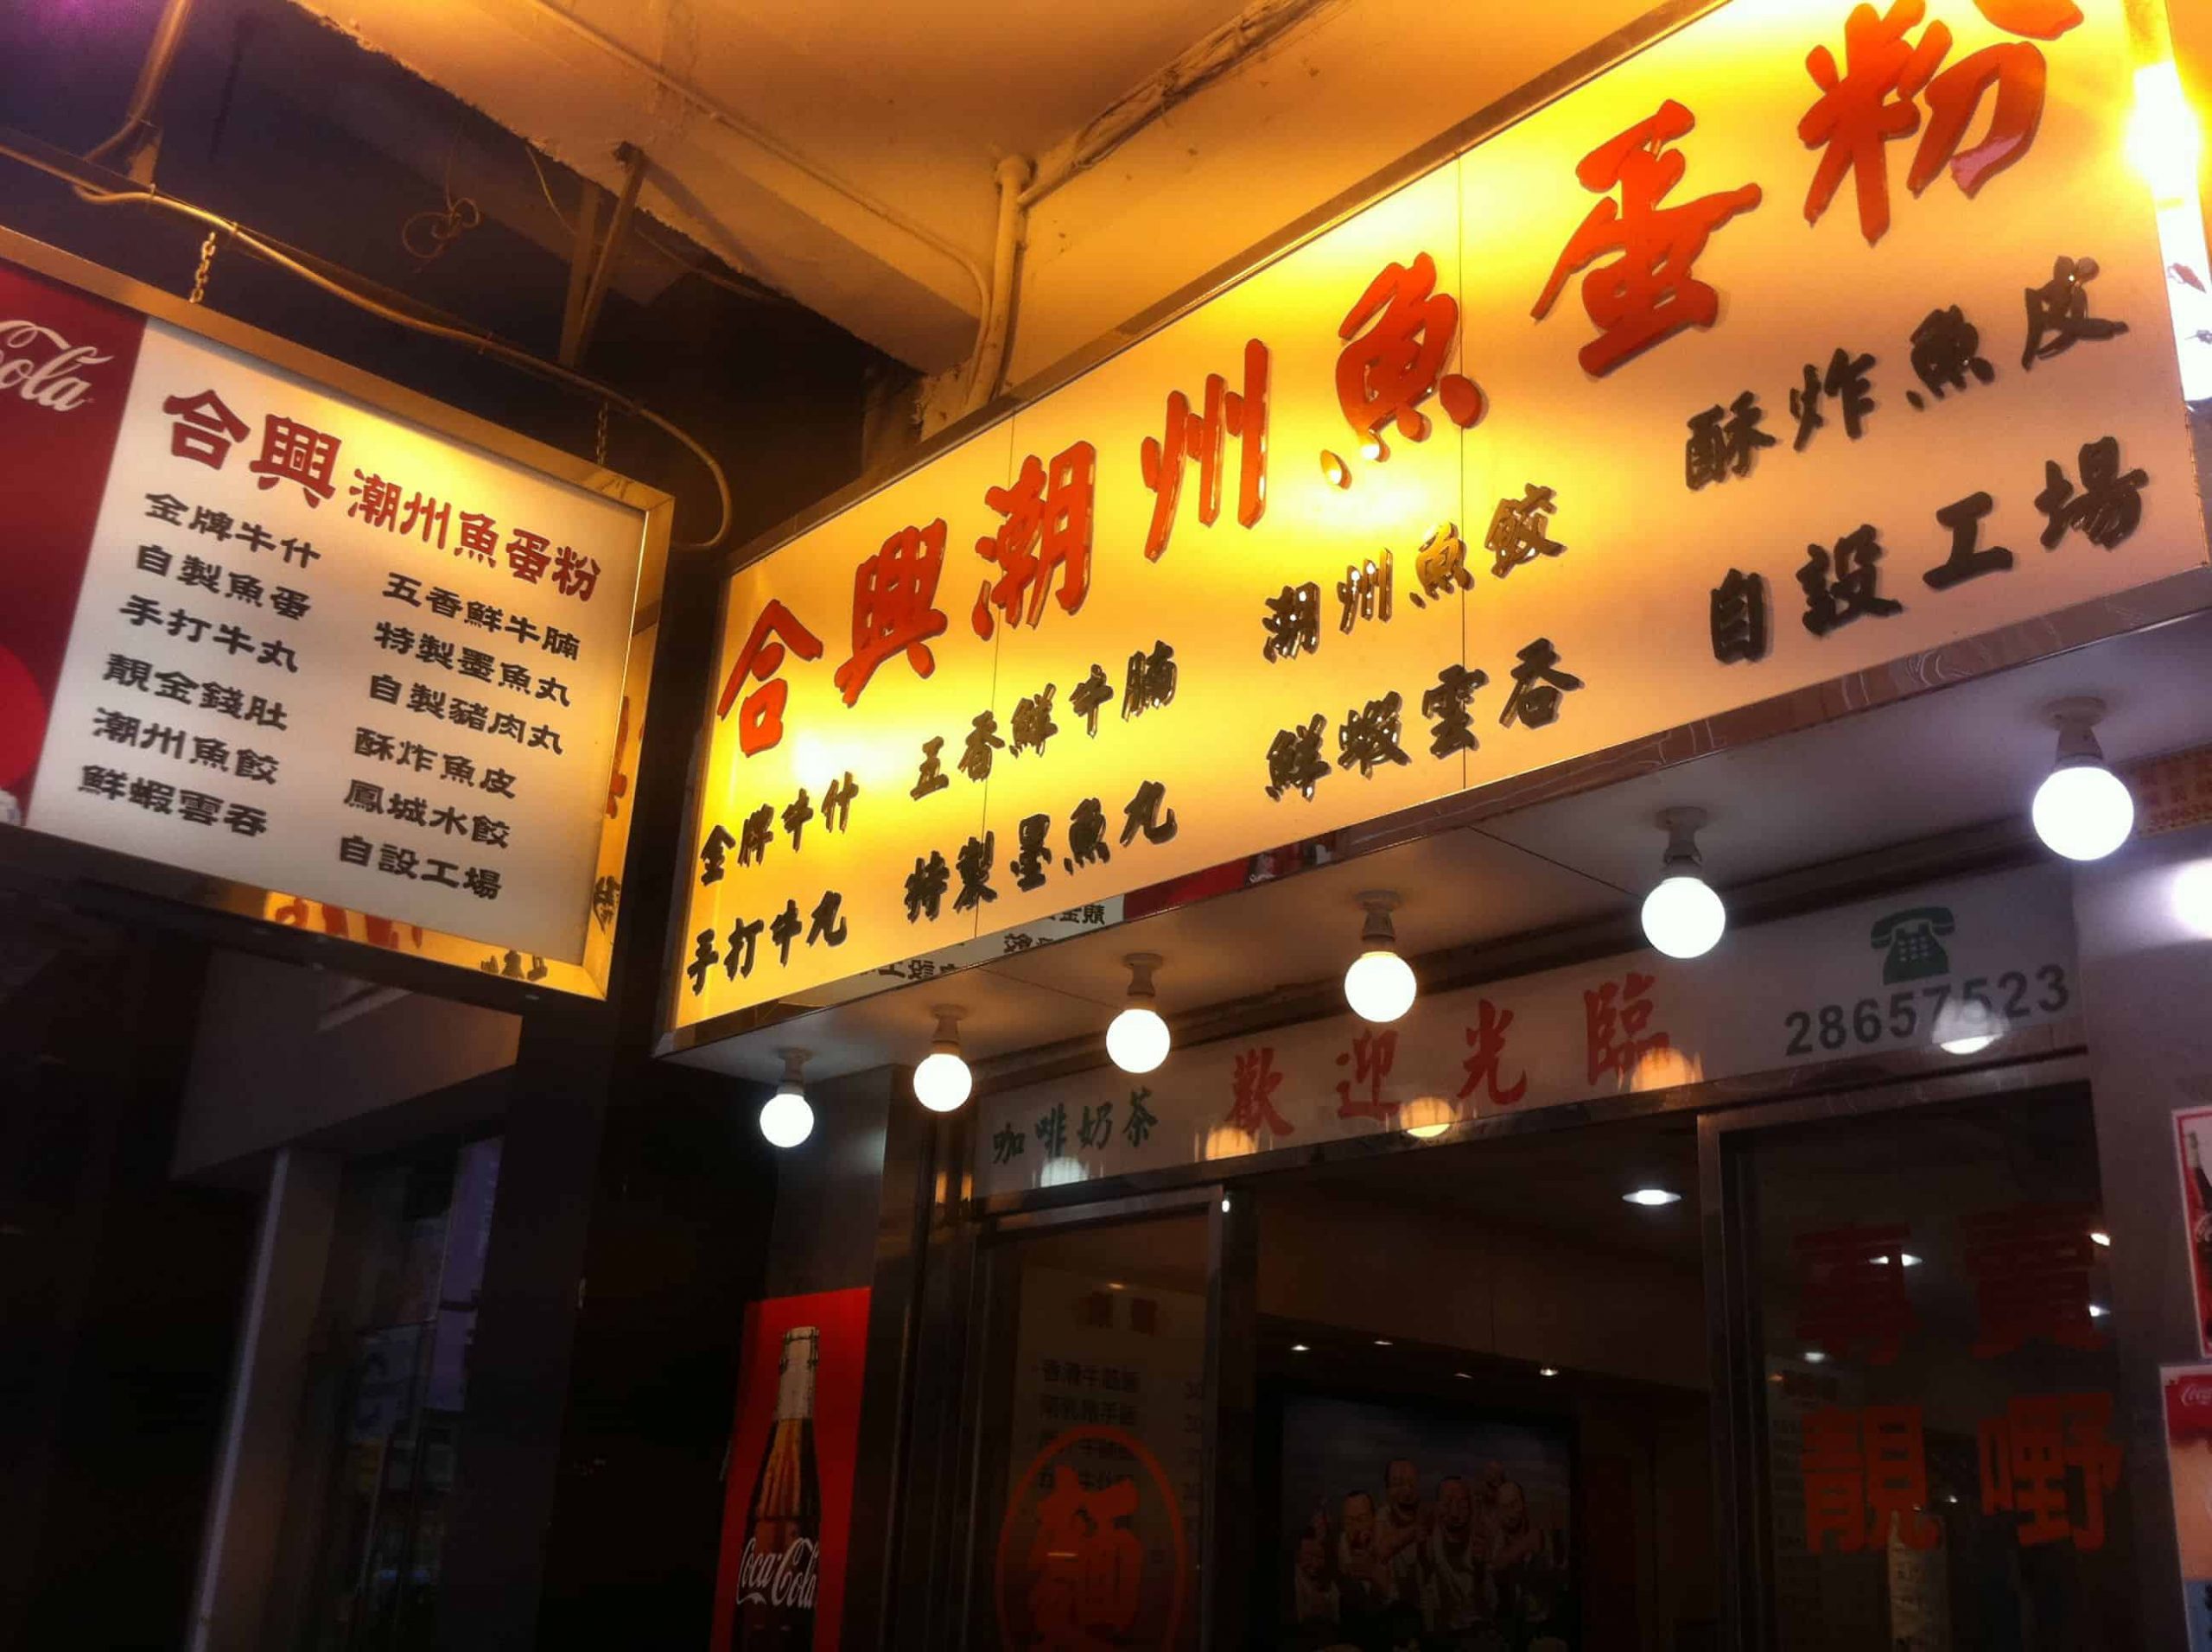 Cola
合興潮州魚蛋粉
金牌牛什
自製魚蛋
手打牛丸
靚金錢肚
潮州魚餃
鮮蝦雲吞
五香鮮牛腩
特製墨魚丸
自製豬肉丸
酥炸魚皮
鳳城水餃
自設工場
合興潮州魚蛋粉
金牌牛什 五香鮮牛腩 潮州魚餃 酥炸魚皮
手打牛丸 特製墨魚丸 鮮蝦雲吞 自設工場
咖啡奶茶 歡迎光臨 28657523
專賣
靚嘢
麵
Coca-Cola